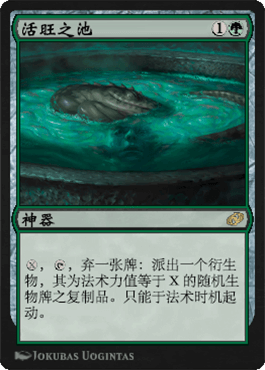 活旺之池 1
神器
X，T，弃一张牌：派出一个衍生
物，其为法术力值等于 X 的随机生
物牌之复制品。只能于法术时机起
动。
JOKUBAS UOGINTAS